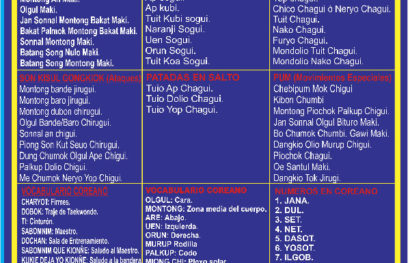 Olgul Maki.
Jan Sonnal Montong Bakat Maki.
Bakat Palmok Montong Bakat Maki.
Sonnal Montong Bakat Maki.
Batang Song Nulo Maki.
Batang Song Montong Maki.
Ap kubi.
Tuit Kubi Sogui.
Naranji Sogui.
Uen Sogui.
Orun Sogui.
Tuit Koa Sogui.
Chico Chagui ó Neryo Chagui.
Tuit Chagui.
Nako Chagui.
Furyo Chagui.
Mondollo Tuit Chagui.
Mondolio Nako Chagui.
SON KISUL GONGKON (Ataques)
Montong bande jirugui.
Montong baro jirugui.
Montong dubon chirugui
Olgul Bande/Baro Chirugui.
Sonnal an chigui
Piong Son Kut Seuo Chirugui.
Dung Chumok Olgul Ape Chigui.
Palkup Dolio Chigui.
Me Chumok Neryo Yop Chigui.
PATADAS EN SALTO
Tuio Ap Chagui.
Tuio Dolio Chagui.
Tuio Yop Chagui.
PUM (Movimientos Especiales)
Chebipum Mok Chigui
Kibon Chumbi
Montong Piochok Palkup Chigui.
Jan Sonnal Olgul Bituro Maki.
Bo Chumok Chumbi. Gawi Maki.
Dangkio Olio Murup Chigui.
Piochok Chagui.
Oe Santul Maki.
Dangko Tok Jirugi.
VOCABULARIO COREANO
CHARYOT: Firmes.
DOBOK: Traje de Taekwondo.
TI: Cinturón.
SABONNIM: Maestro.
DOCHAN: Sala de Entrenamiento.
SABONNIM QUE KIONÑE: Saludo al Maestro.
KUKIE DEJA YO KIONÑE: Saludo a la bandera.
VOCABULARIO COREANO
OLGUL: Cara.
MONTONG: Zona media del cuerpo.
ARE: Abajo.
UEN: Izquierda.
ORUN: Derecha.
MURUP Rodilla
PALKUP: Codo
NUMEROS EN COREANO
1. JANA.
2. DUL.
3. SET.
4. NET.
5. DASOT.
6. YOSOT.
7. ILGOB.